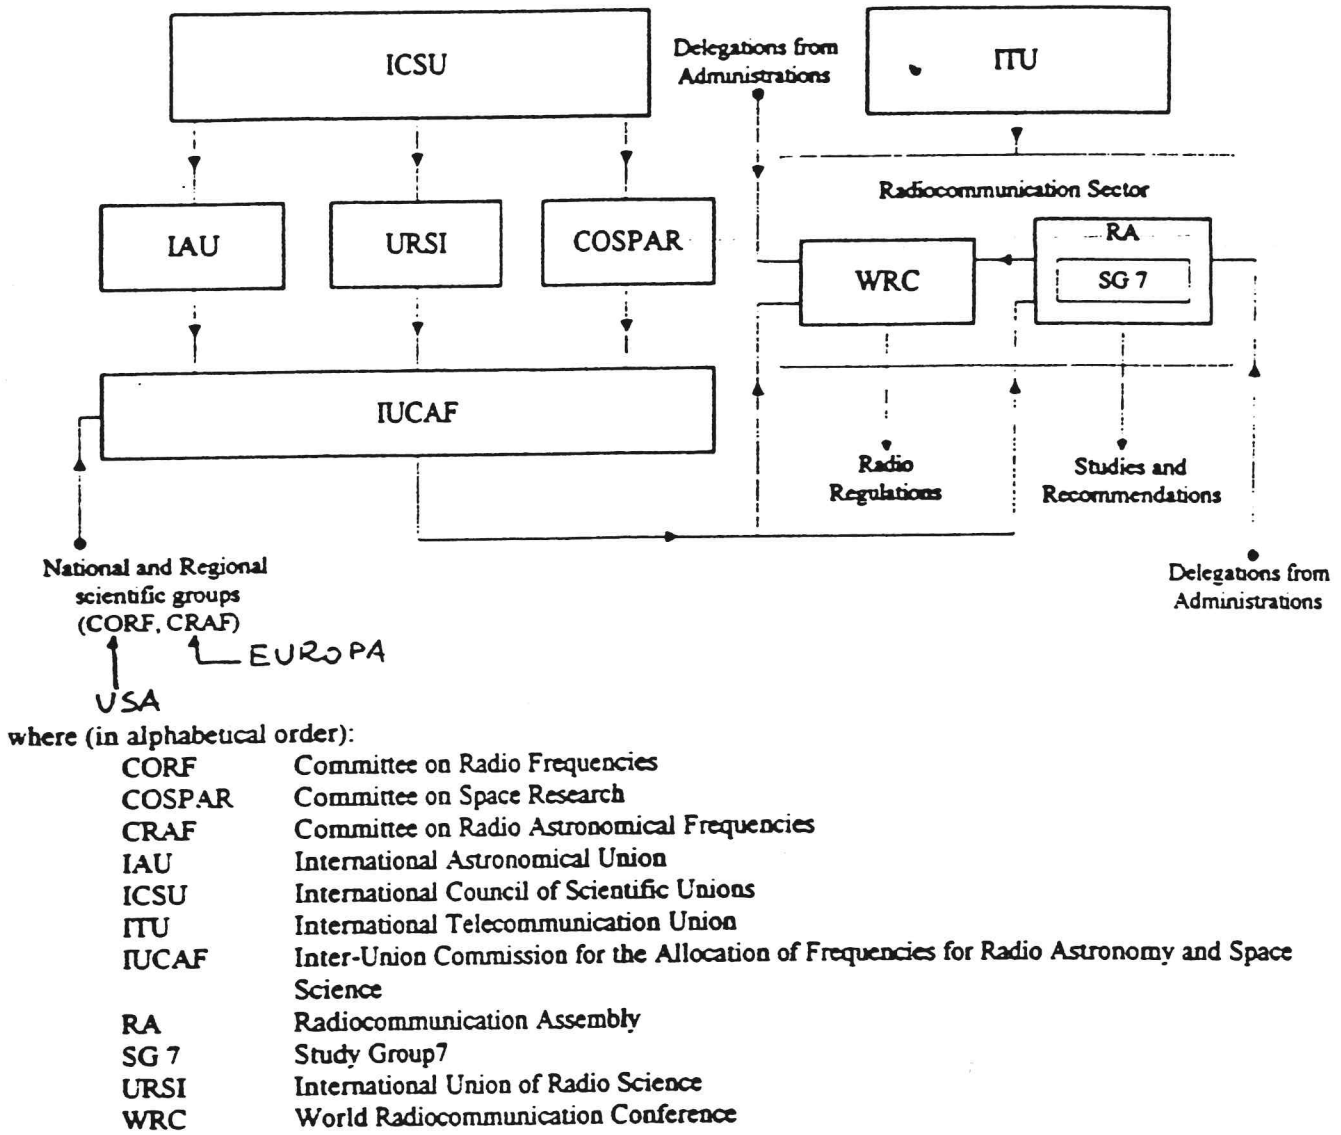 ICSU
Delegations from
Administrations
ITU
Radiocommunication Sector
IAU
URSI
COSPAR
WRC
RA
SG 7
IUCAF
Radio
Regulations
Studies and
Recommendations
National and Regional
scientific groups
(CORF, CRAF)
Delegations from
Administrations
EUROPA
USA
where (in alphabetical order):
CORF Committee on Radio Frequencies
COSPAR Committee on Space Research
CRAF Committee on Radio Astronomical Frequencies
IAU International Astronomical Union
ICSU International Council of Scientific Unions
ITU International Telecommunication Union
IUCAF Inter-Union Commission for the Allocation of Frequencies for Radio Astronomy and Space
Science
RA Radiocommunication Assembly
SG 7 Study Group7
URSI International Union of Radio Science
WRC World Radiocommunication Conference